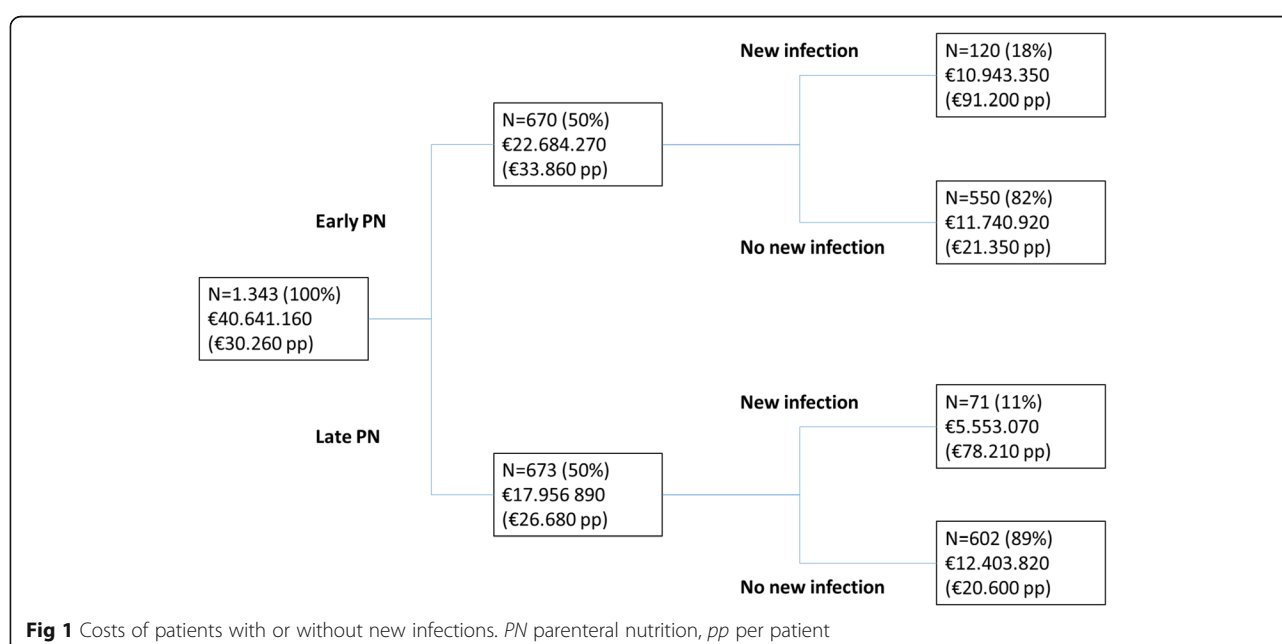 New infection
N=120 (18%)
€10.943.350
(€91.200 pp)
N=670 (50%)
€22.684.270
(€33.860 pp)
Early PN
No new infection
N=550 (82%)
€11.740.920
(€21.350 pp)
N=1.343 (100%)
€40.641.160
(€30.260 pp)
Late PN
New infection
N=71 (11%)
€5.553.070
(€78.210 pp)
N=673 (50%)
€17.956 890
(€26.680 pp)
No new infection
N=602 (89%)
€12.403.820
(€20.600 pp)
Fig 1 Costs of patients with or without new infections. PN parenteral nutrition, pp per patient